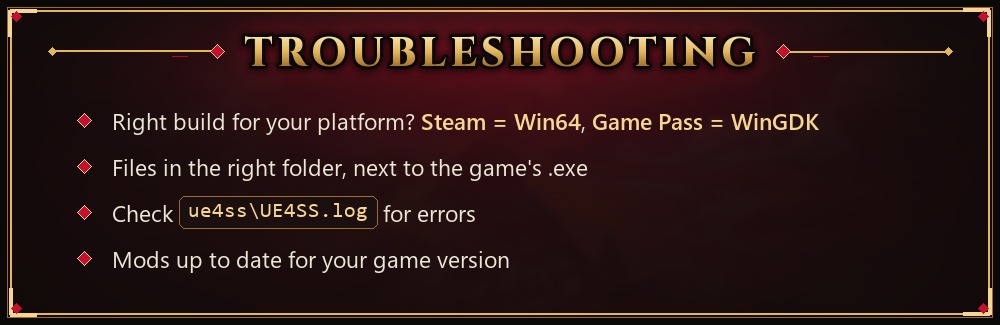 TROUBLESHOOTING
Right build for your platform? Steam = Win64, Game Pass = WinGDK
Files in the right folder, next to the game's .exe
Check ue4ss\UE4SS.log for errors
Mods up to date for your game version